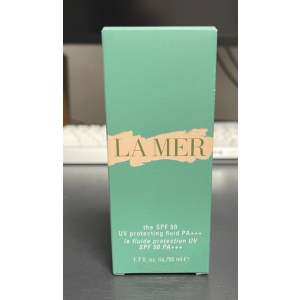 LA MER
the SPF 50
UV protecting fluid PA+++
le fluide protection UV
SPF 50 PA+++
1.7 fl. oz. liq./50 ml ℮